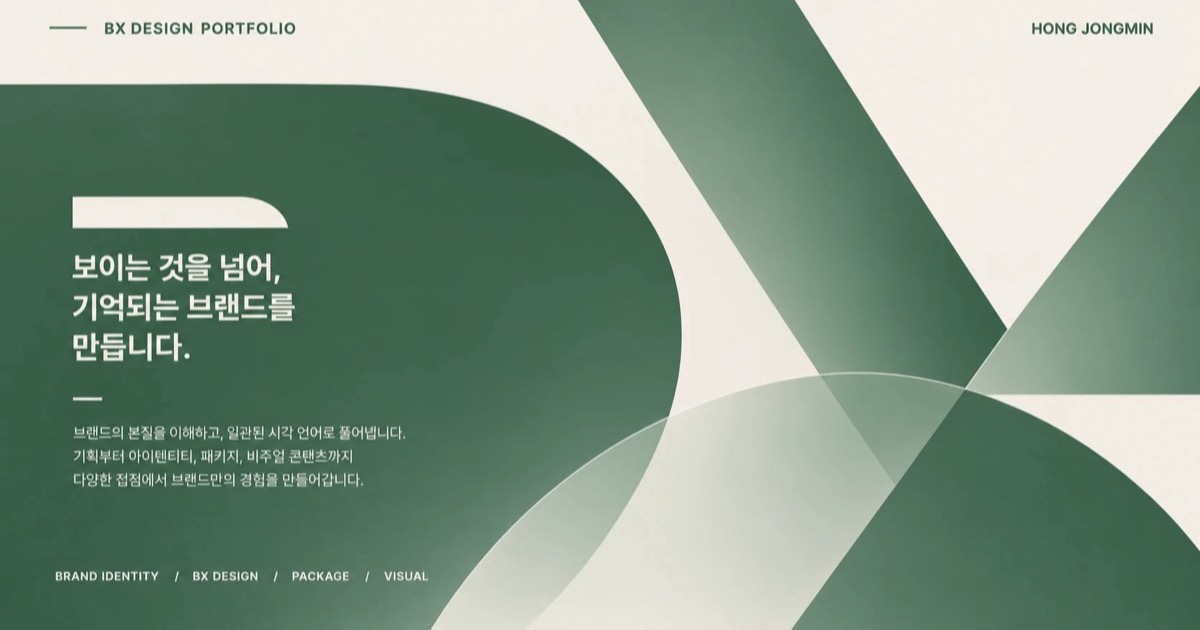 BX DESIGN PORTFOLIO
HONG JONGMIN
보이는 것을 넘어,
기억되는 브랜드를
만듭니다.
브랜드의 본질을 이해하고, 일관된 시각 언어로 풀어냅니다.
기획부터 아이텐티티, 패키지, 비주얼 콘탠츠까지
다양한 접점에서 브랜드만의 경험을 만들어갑니다.
BRAND IDENTITY / BX DESIGN / PACKAGE / VISUAL